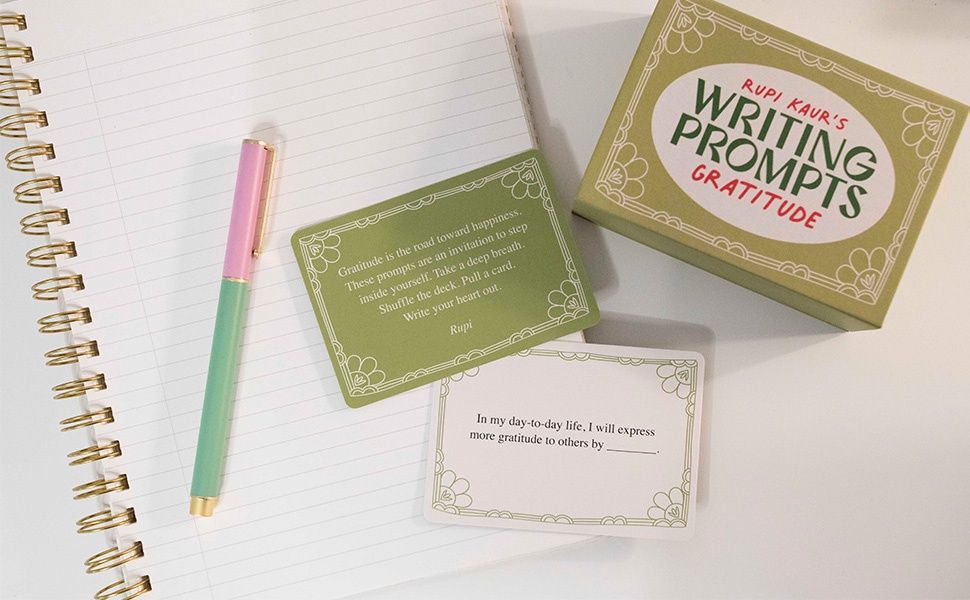 RUPI KAUR'S
WRITING
PROMPTS
GRATITUDE
Gratitude is the road toward happiness.
These prompts are an invitation to step
inside yourself. Take a deep breath.
Shuffle the deck. Pull a card.
Write your heart out.
Rupi
In my day-to-day life, I will express
more gratitude to others by ________.